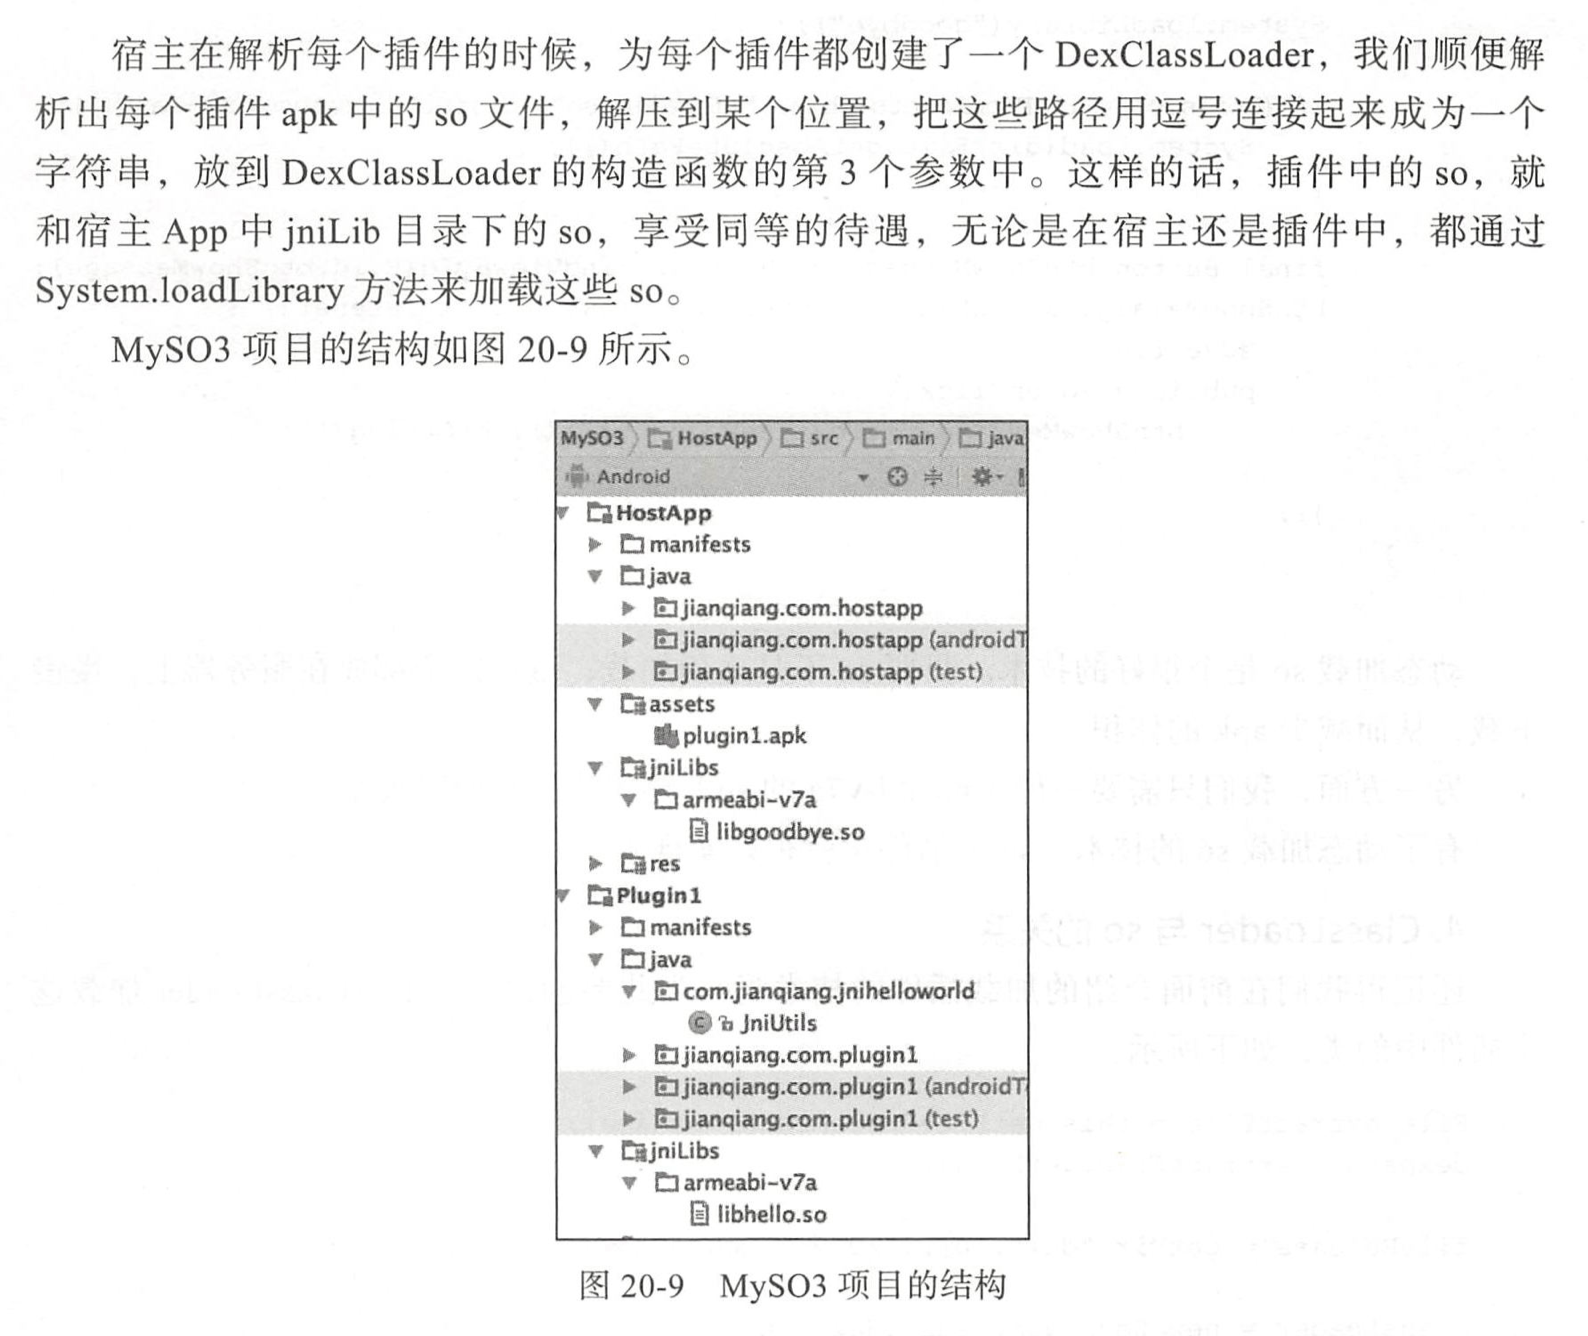 宿主在解析每个插件的时候，为每个插件都创建了一个 DexClassLoader，我们顺便解
析出每个插件 apk 中的 so 文件，解压到某个位置，把这些路径用逗号连接起来成为一个
字符串，放到 DexClassLoader 的构造函数的第 3 个参数中。这样的话，插件中的 so，就
和宿主 App 中 jniLib 目录下的 so，享受同等的待遇，无论是在宿主还是插件中，都通过
System.loadLibrary 方法来加载这些 so。
MySO3 项目的结构如图 20-9 所示。
MySO3 HostApp src main java
Android
HostApp
manifests
java
jianqiang.com.hostapp
jianqiang.com.hostapp (androidT
jianqiang.com.hostapp (test)
assets
plugin1.apk
jniLibs
armeabi-v7a
libgoodbye.so
res
Plugin1
manifests
java
com.jianqiang.jnihelloworld
JniUtils
jianqiang.com.plugin1
jianqiang.com.plugin1 (androidT
jianqiang.com.plugin1 (test)
jniLibs
armeabi-v7a
libhello.so
图 20-9 MySO3 项目的结构